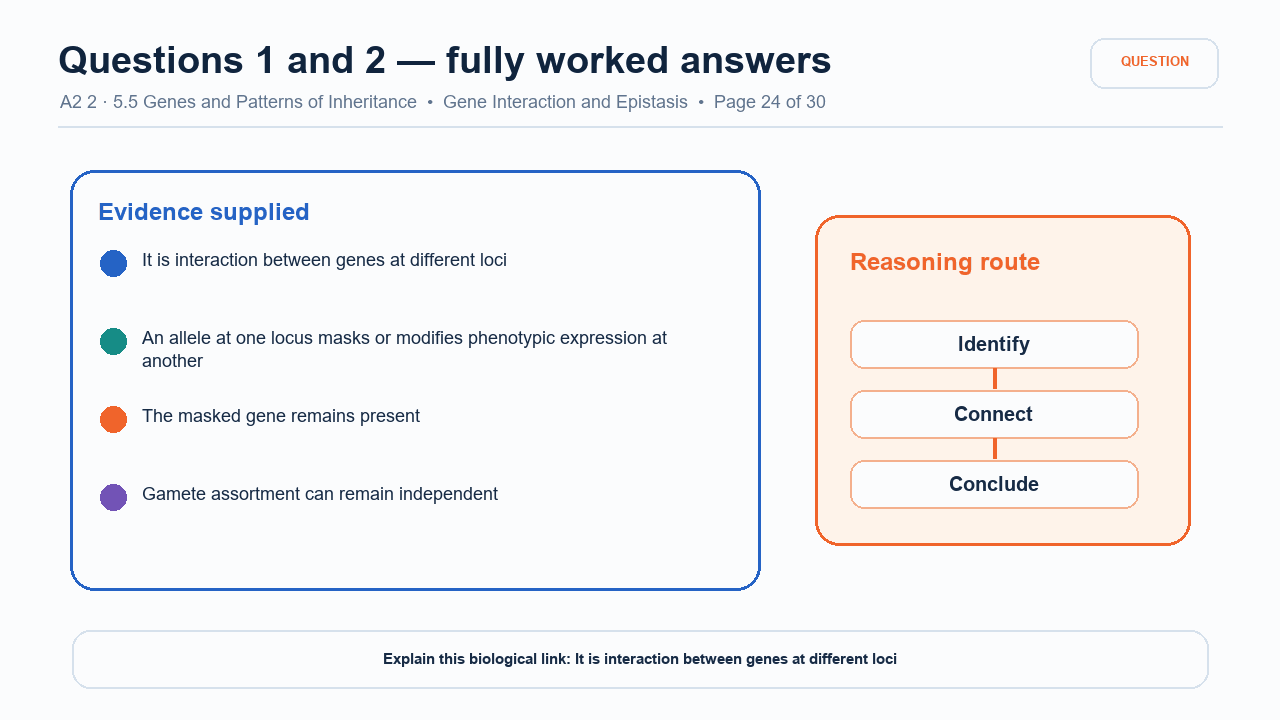 Questions 1 and 2 — fully worked answers
QUESTION
A2 2 · 5.5 Genes and Patterns of Inheritance • Gene Interaction and Epistasis • Page 24 of 30
Evidence supplied
It is interaction between genes at different loci
An allele at one locus masks or modifies phenotypic expression at
another
The masked gene remains present
Gamete assortment can remain independent
Reasoning route
Identify
Connect
Conclude
Explain this biological link: It is interaction between genes at different loci